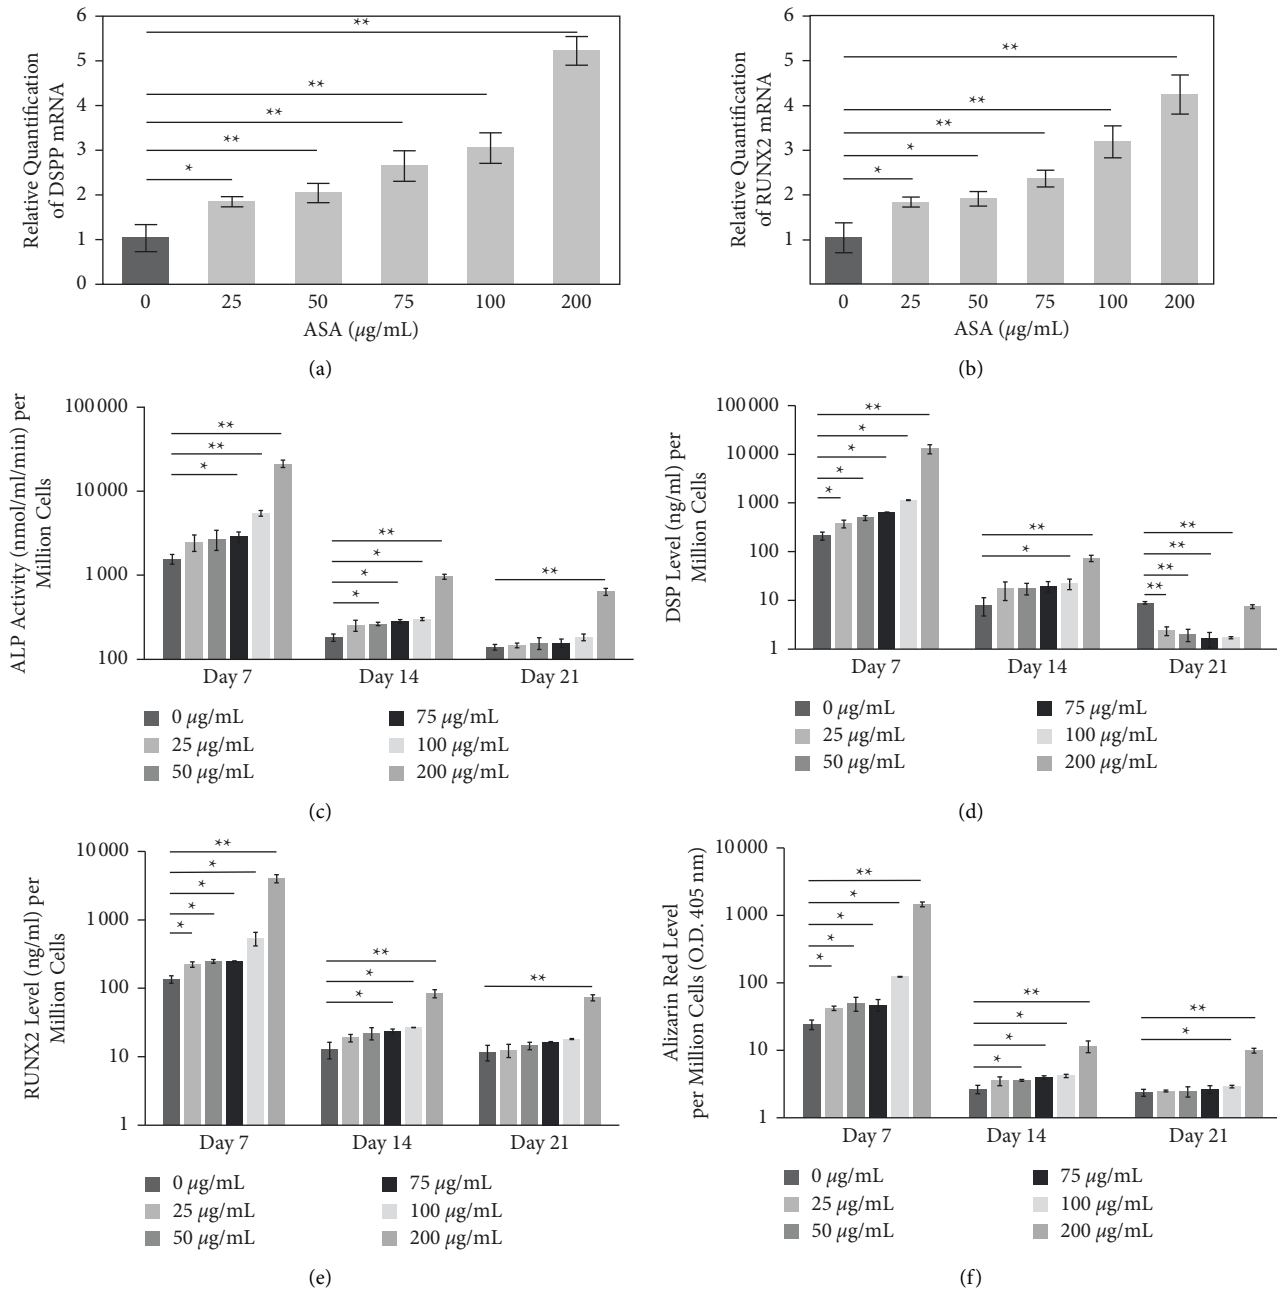 Relative Quantification
of DSPP mRNA
6
5
4
3
2
1
0
**
**
**
**
*
0 25 50 75 100 200
ASA (µg/mL)
(a)
Relative Quantification
of RUNX2 mRNA
6
5
4
3
2
1
**
**
**
*
*
0 25 50 75 100 200
ASA (µg/mL)
(b)
ALP Activity (nmol/ml/min) per
Million Cells
100 000
10 000
1 000
100
**
**
*
**
*
*
*
**
Day 7 Day 14 Day 21
0 µg/mL
25 µg/mL
50 µg/mL
75 µg/mL
100 µg/mL
200 µg/mL
(c)
DSP Level (ng/ml) per
Million Cells
100 000
10 000
1 000
100
10
1
**
*
*
*
*
**
*
**
**
**
**
Day 7 Day 14 Day 21
0 µg/mL
25 µg/mL
50 µg/mL
75 µg/mL
100 µg/mL
200 µg/mL
(d)
RUNX2 Level (ng/ml) per
Million Cells
10 000
1 000
100
10
1
**
*
*
*
*
**
*
*
**
Day 7 Day 14 Day 21
0 µg/mL
25 µg/mL
50 µg/mL
75 µg/mL
100 µg/mL
200 µg/mL
(e)
Alizarin Red Level
per Million Cells (O.D. 405 nm)
10 000
1 000
100
10
1
**
*
*
*
*
**
*
*
*
**
*
Day 7 Day 14 Day 21
0 µg/mL
25 µg/mL
50 µg/mL
75 µg/mL
100 µg/mL
200 µg/mL
(f)